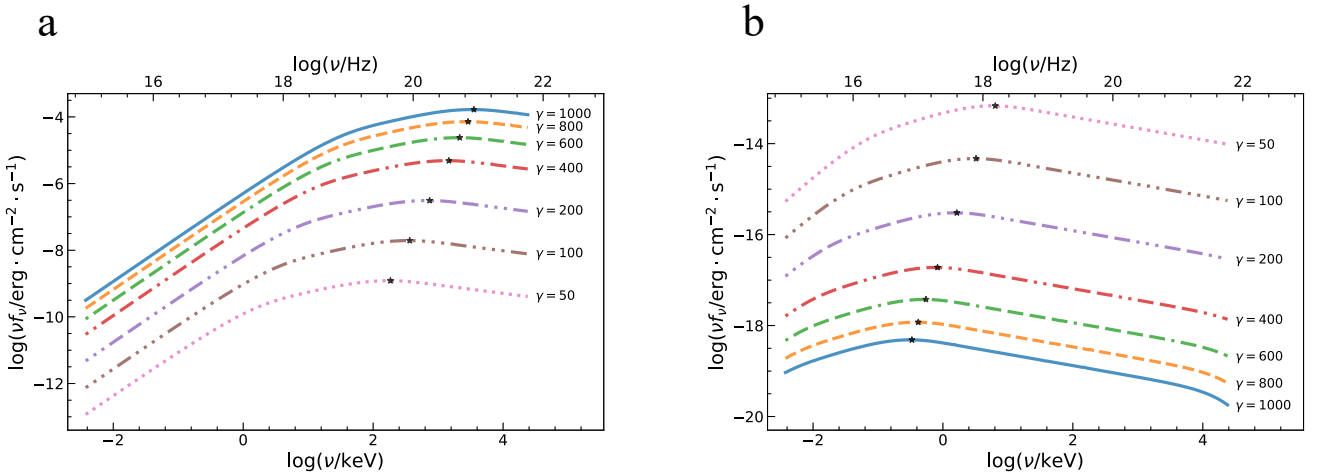 a
log(ν/Hz)
16 18 20 22
−4
−6
−8
−10
−12
log(νfν/erg · cm−2 · s−1)
γ = 1000
γ = 800
γ = 600
γ = 400
γ = 200
γ = 100
γ = 50
−2 0 2 4
log(ν/keV)
b
log(ν/Hz)
16 18 20 22
−14
−16
−18
−20
log(νfν/erg · cm−2 · s−1)
γ = 50
γ = 100
γ = 200
γ = 400
γ = 600
γ = 800
γ = 1000
−2 0 2 4
log(ν/keV)